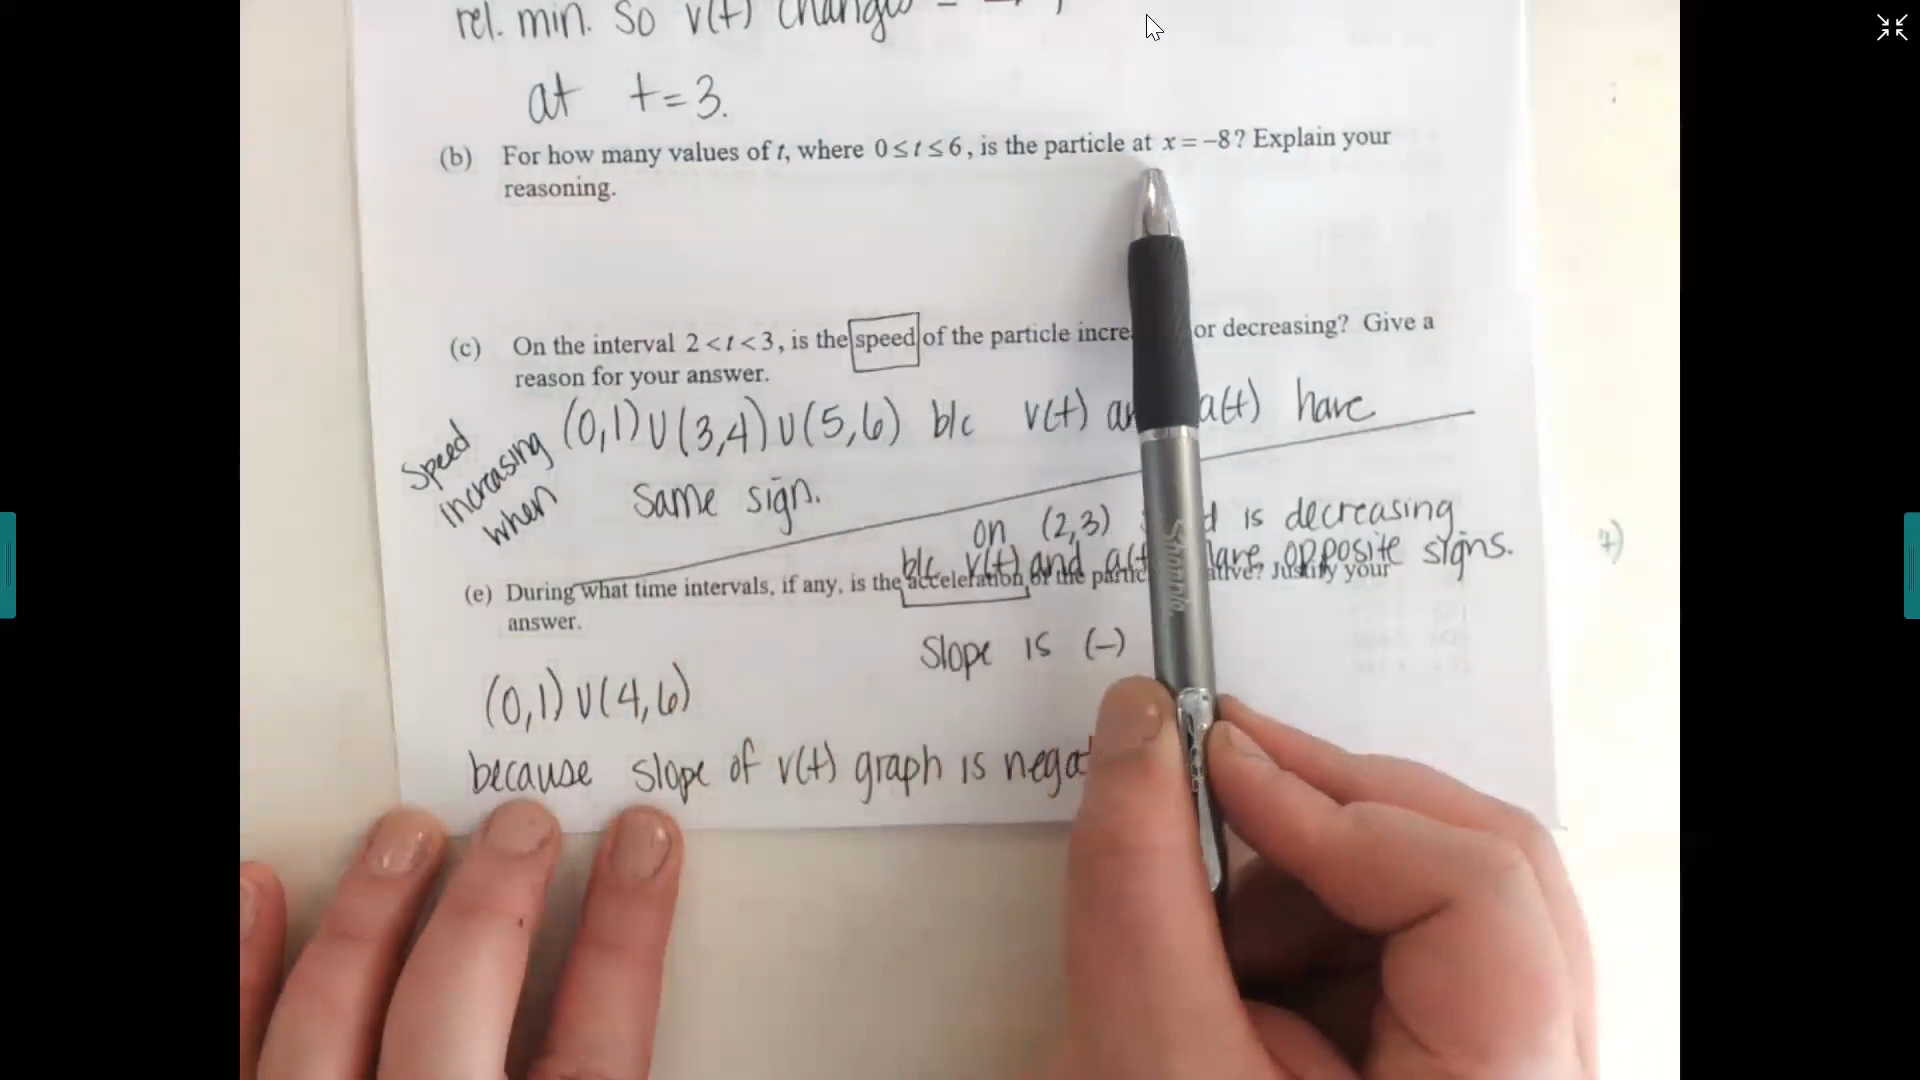 rel. min. So v(t) changes
at t=3.
(b) For how many values of t, where 0≤t≤6, is the particle at x=−8? Explain your
reasoning.
(c) On the interval 2<t<3, is the speed of the particle incre or decreasing? Give a
reason for your answer.
Speed increasing when
(0,1)∪(3,4)∪(5,6) b/c v(t) an a(t) have
same sign.
on (2,3) d is decreasing
b/c v(t) and a(t have opposite signs.
(e) During what time intervals, if any, is the acceleration of the partic ative? Justify your
answer.
slope is (−)
(0,1)∪(4,6)
because slope of v(t) graph is negat